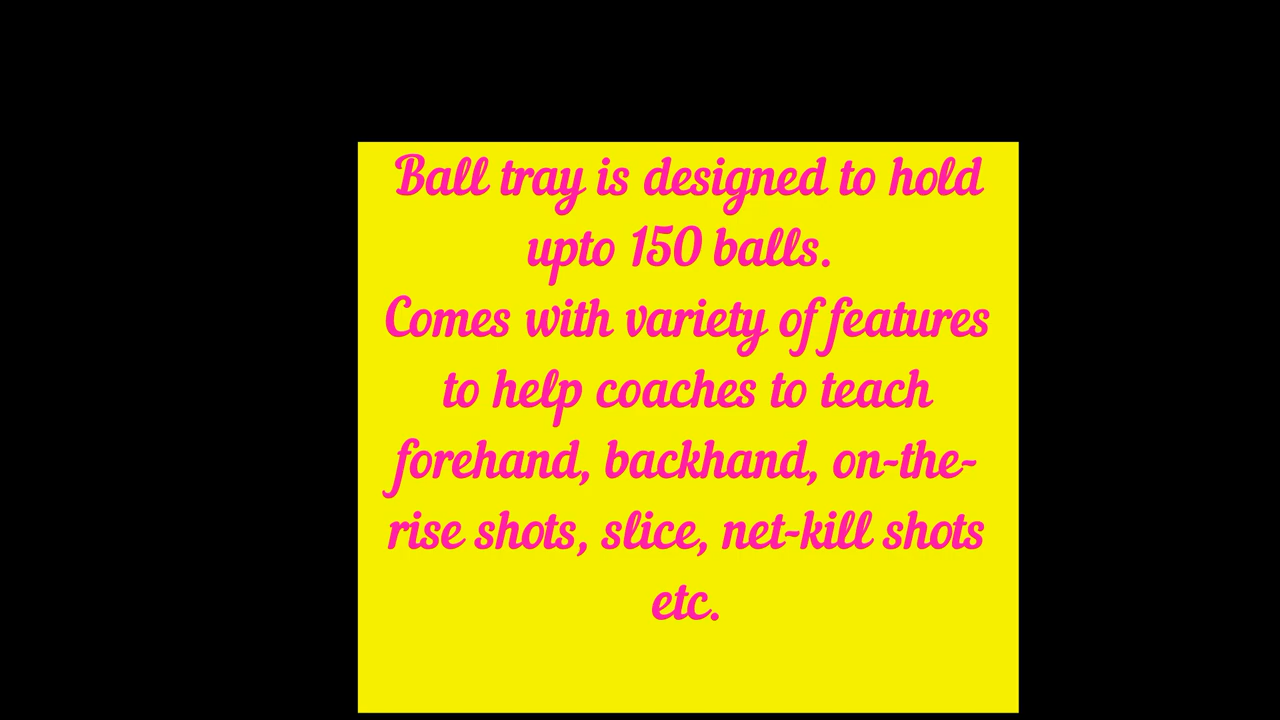 Ball tray is designed to hold
upto 150 balls.
Comes with variety of features
to help coaches to teach
forehand, backhand, on-the-
rise shots, slice, net-kill shots
etc.